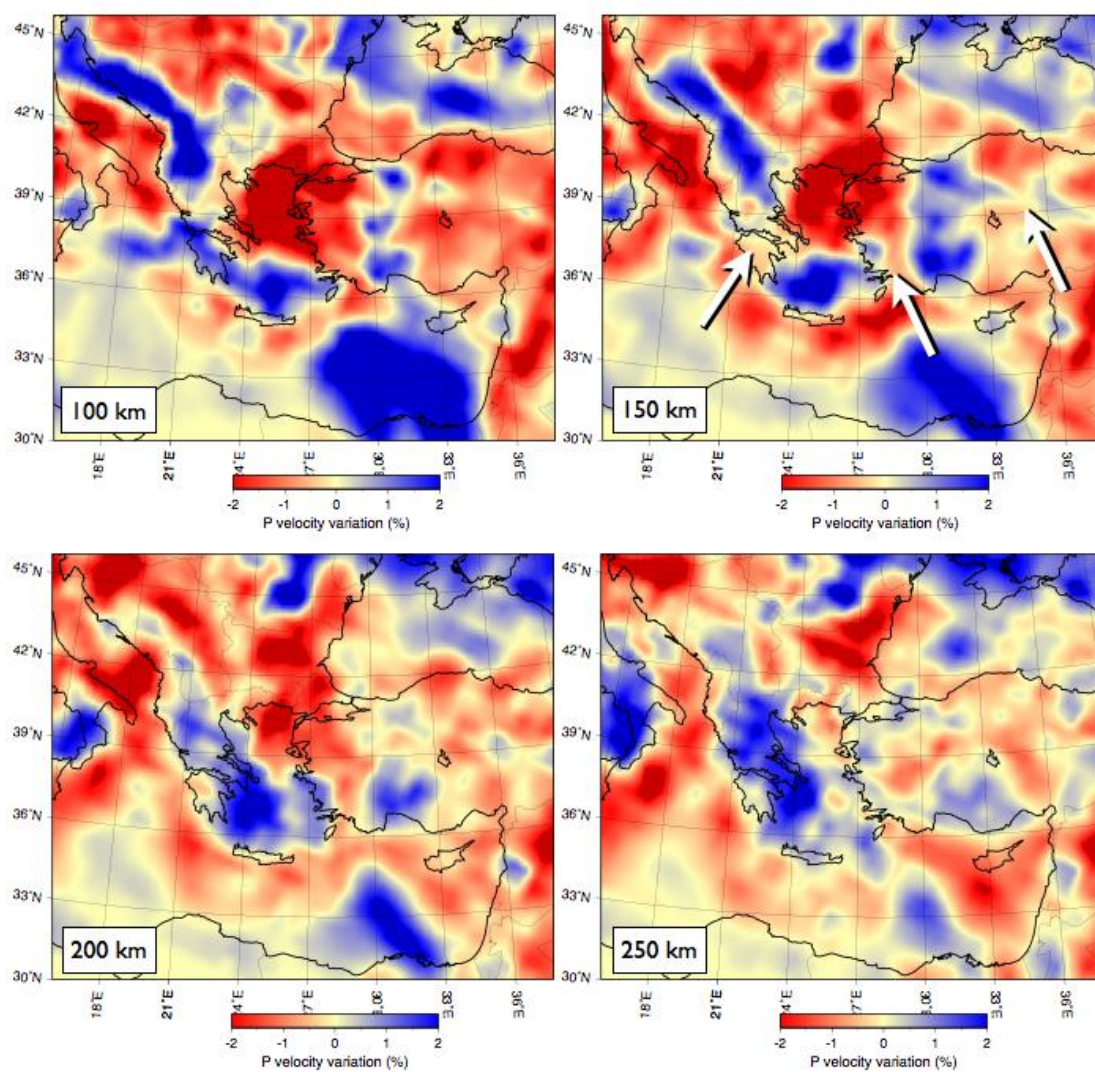 45°N
42°N
39°N
36°N
33°N
30°N
100 km
18°E
21°E
-2 -1 0 1 2
P velocity variation (%)
45°N
42°N
39°N
36°N
33°N
30°N
150 km
18°E
21°E
-2 -1 0 1 2
P velocity variation (%)
45°N
42°N
39°N
36°N
33°N
30°N
200 km
18°E
21°E
-2 -1 0 1 2
P velocity variation (%)
45°N
42°N
39°N
36°N
33°N
30°N
250 km
18°E
21°E
-2 -1 0 1 2
P velocity variation (%)